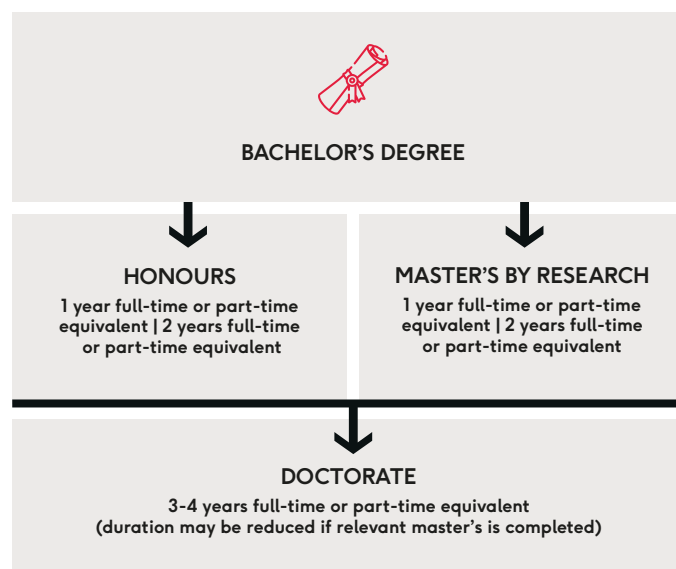 BACHELOR'S DEGREE
HONOURS
1 year full-time or part-time
equivalent | 2 years full-time
or part-time equivalent
MASTER'S BY RESEARCH
1 year full-time or part-time
equivalent | 2 years full-time
or part-time equivalent
DOCTORATE
3-4 years full-time or part-time equivalent
(duration may be reduced if relevant master's is completed)